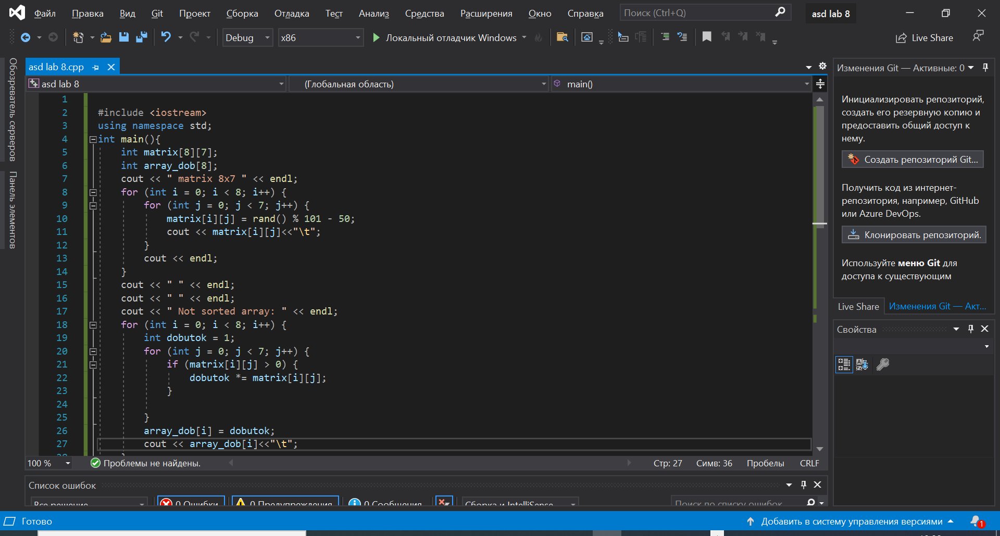 Файл Правка Вид Git Проект Сборка Отладка Тест Анализ Средства Расширения Окно Справка Поиск (Ctrl+Q) asd lab 8
Debug x86 Локальный отладчик Windows Live Share
Обозреватель серверов
Панель элементов
asd lab 8.cpp
asd lab 8 (Глобальная область) main()
1
2 #include <iostream>
3 using namespace std;
4 int main(){
5 int matrix[8][7];
6 int array_dob[8];
7 cout << " matrix 8x7 " << endl;
8 for (int i = 0; i < 8; i++) {
9 for (int j = 0; j < 7; j++) {
10 matrix[i][j] = rand() % 101 - 50;
11 cout << matrix[i][j]<<"\t";
12 }
13 cout << endl;
14 }
15 cout << " " << endl;
16 cout << " " << endl;
17 cout << " Not sorted array: " << endl;
18 for (int i = 0; i < 8; i++) {
19 int dobutok = 1;
20 for (int j = 0; j < 7; j++) {
21 if (matrix[i][j] > 0) {
22 dobutok *= matrix[i][j];
23 }
24
25 }
26 array_dob[i] = dobutok;
27 cout << array_dob[i]<<"\t";
28 }
100 % Проблемы не найдены. Стр: 27 Симв: 36 Пробелы CRLF
Список ошибок
Все решение 0 Ошибки 0 Предупреждения 0 Сообщения Сборка и IntelliSense Поиск по списку ошибок
Изменения Git — Активные: 0
Инициализировать репозиторий,
создать его резервную копию и
предоставить общий доступ к
нему.
Создать репозиторий Git...
Получить код из интернет-
репозитория, например, GitHub
или Azure DevOps.
Клонировать репозиторий.
Используйте меню Git для
доступа к существующим
Live Share Изменения Git — Акт...
Свойства
Готово Добавить в систему управления версиями 1